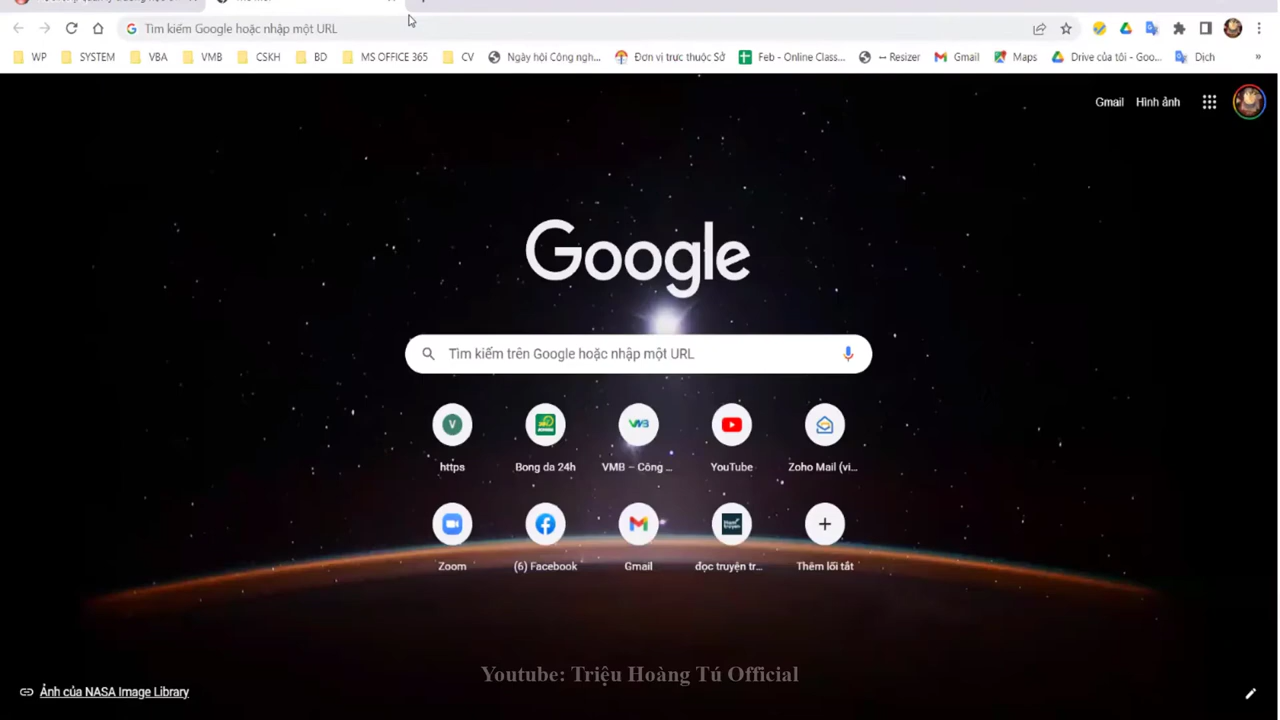 Tìm kiếm Google hoặc nhập một URL
WP SYSTEM VBA VMB CSKH BD MS OFFICE 365 CV Ngày hội Công ngh... Đơn vị trực thuộc Sở Feb - Online Classs... ↔ Resizer Gmail Maps Drive của tôi - Goo... Dịch »
Gmail Hình ảnh
Google
Tìm kiếm trên Google hoặc nhập một URL
V VMB
https Bong da 24h VMB – Công ... YouTube Zoho Mail (vi...
Zoom (6) Facebook Gmail đọc truyện tr... Thêm lối tắt
Youtube: Triệu Hoàng Tú Official
Ảnh của NASA Image Library